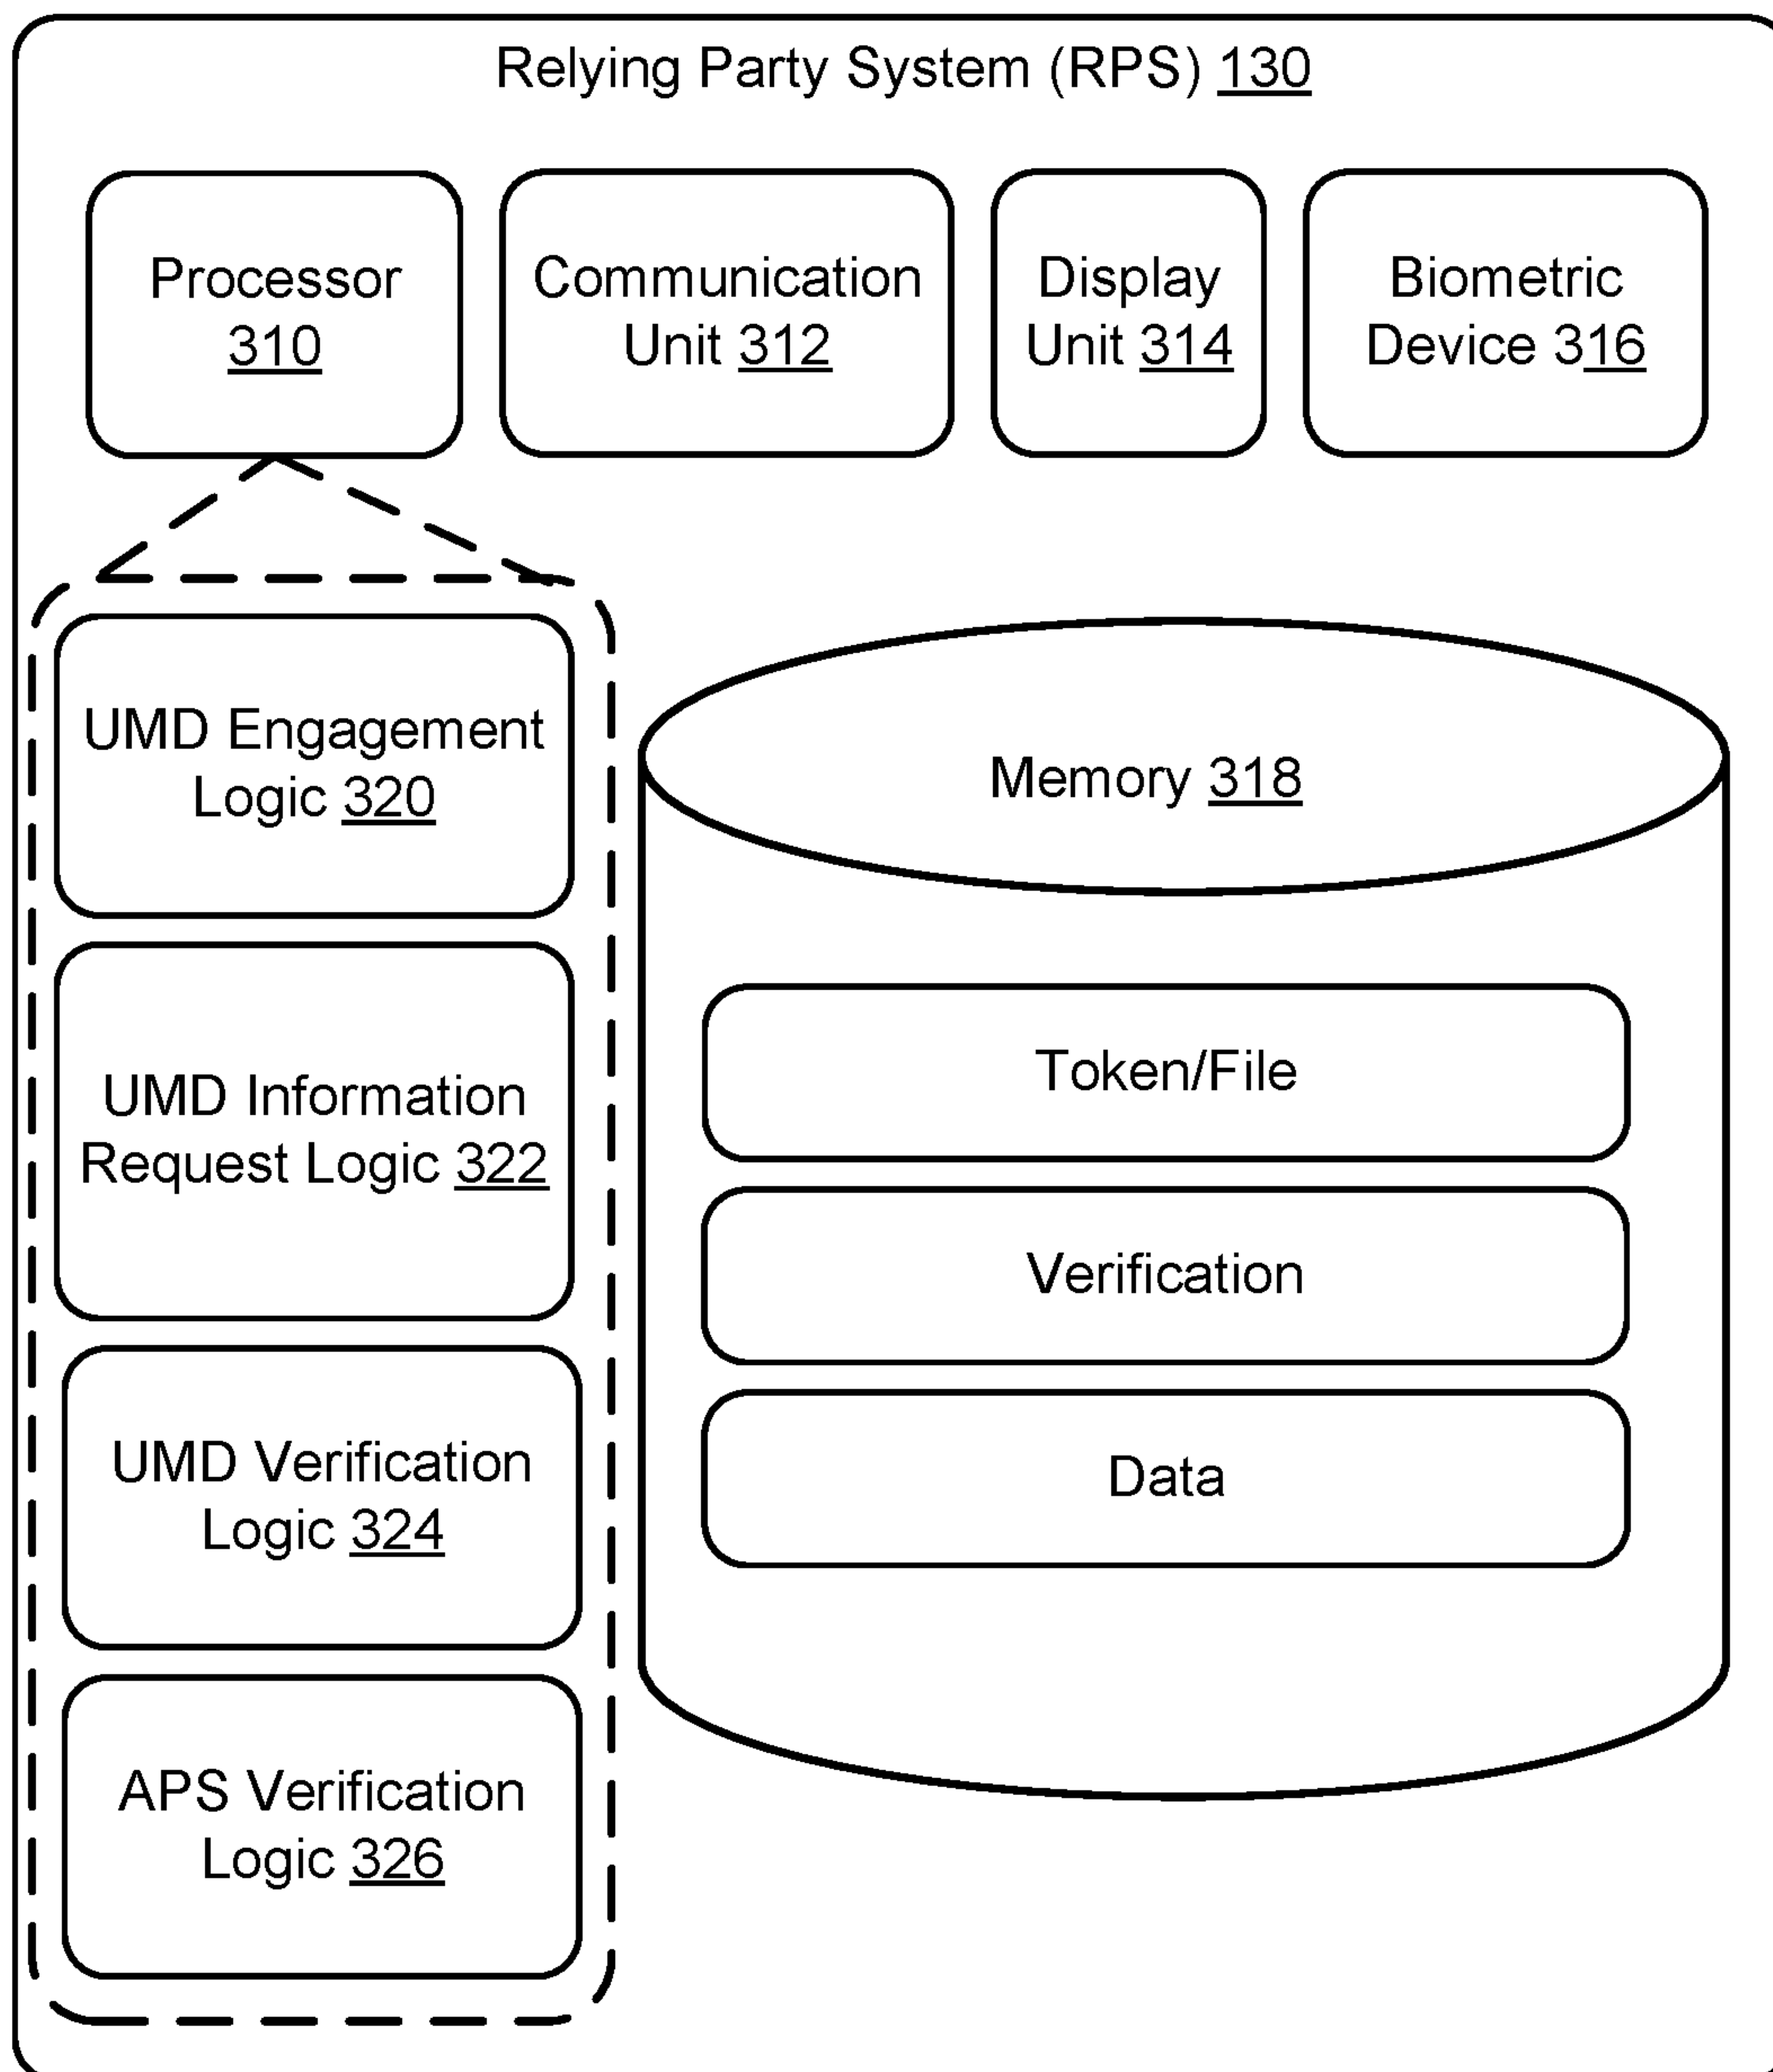 Relying Party System (RPS) 130
Processor
310
Communication
Unit 312
Display
Unit 314
Biometric
Device 316
UMD Engagement
Logic 320
UMD Information
Request Logic 322
UMD Verification
Logic 324
APS Verification
Logic 326
Memory 318
Token/File
Verification
Data